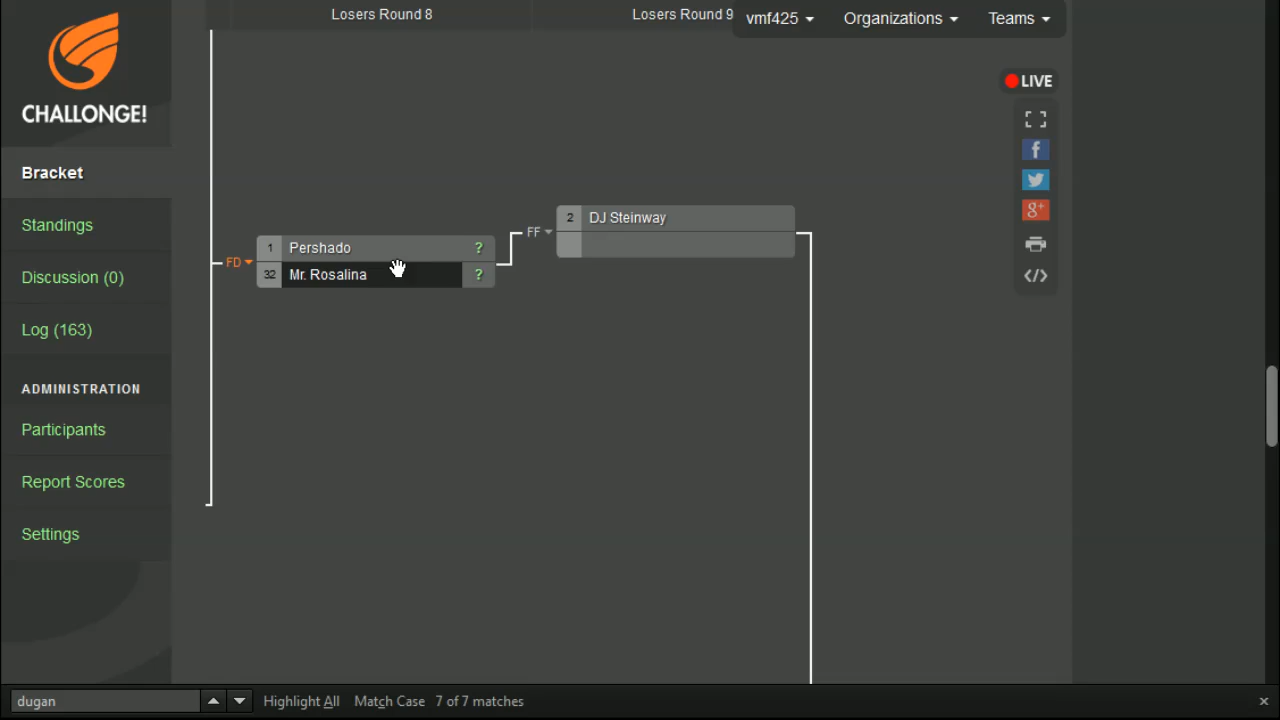 Losers Round 8
Losers Round 9
vmf425
Organizations
Teams
LIVE
CHALLONGE!
Bracket
Standings
Discussion (0)
Log (163)
ADMINISTRATION
Participants
Report Scores
Settings
FD
1 Pershado ?
32 Mr. Rosalina ?
FF
2 DJ Steinway
f
g+
</>
dugan
Highlight All
Match Case
7 of 7 matches
x